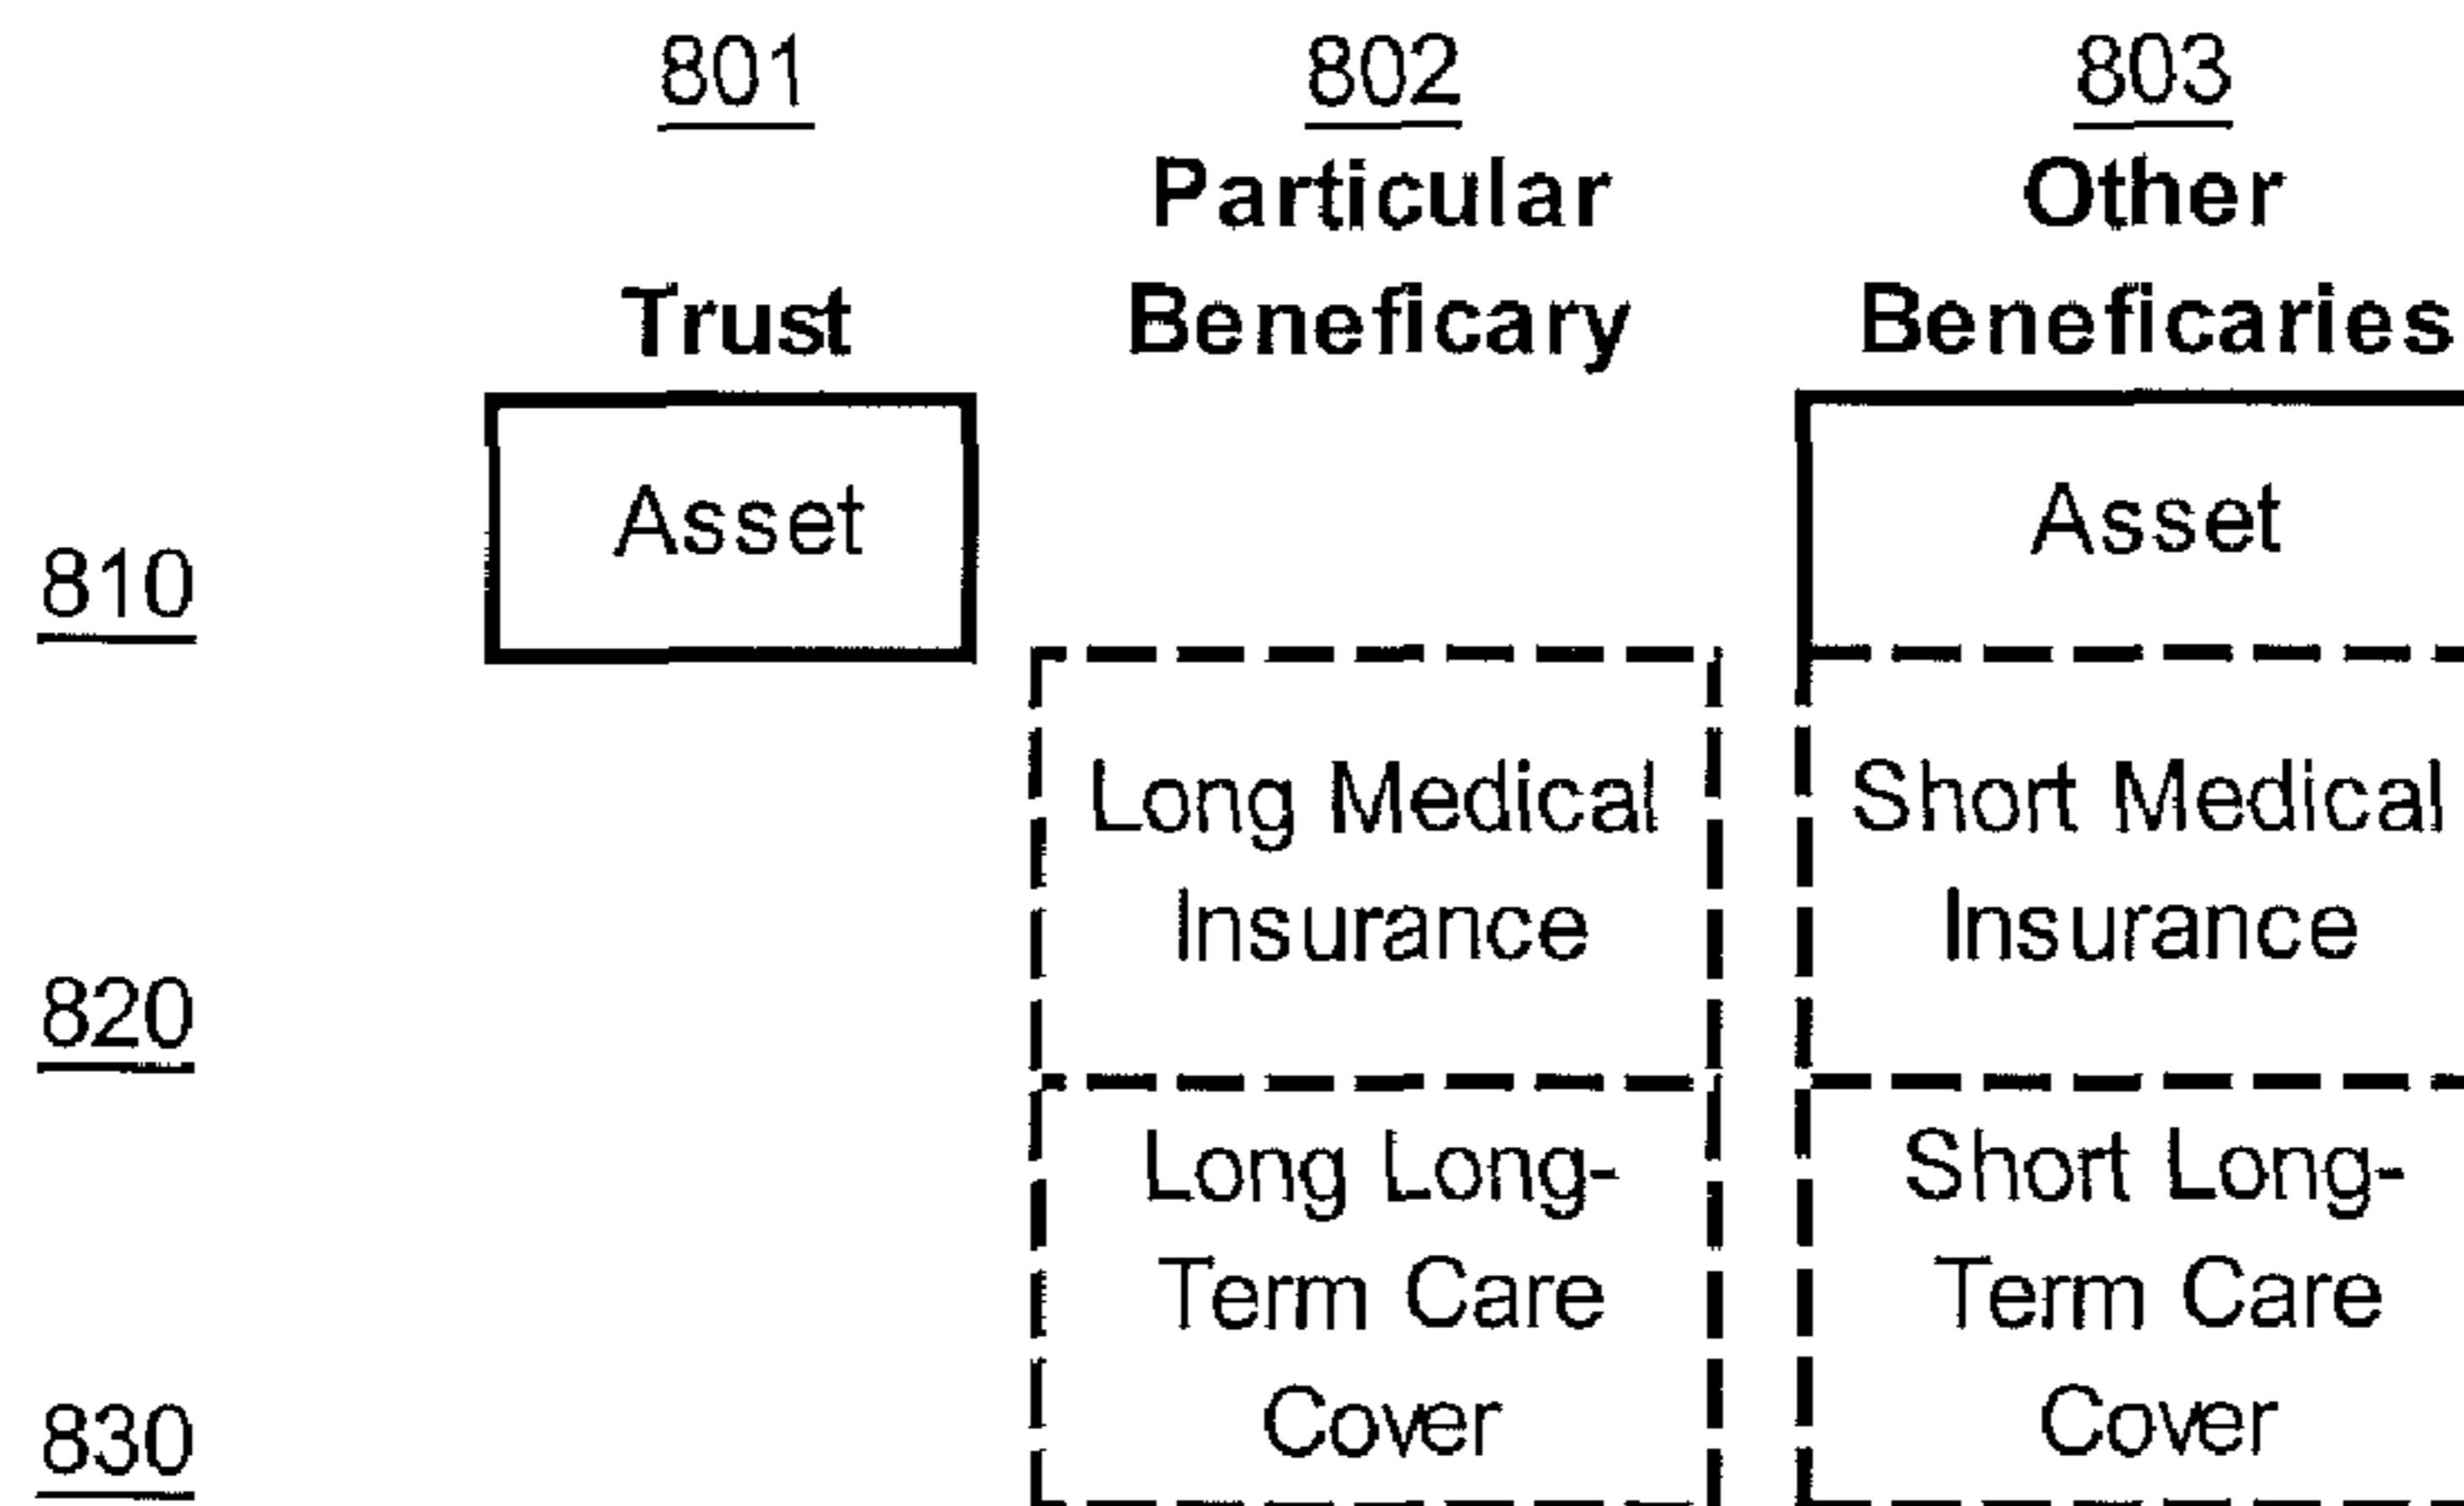 801 802 803
Particular Other
Trust Beneficary Beneficaries
Asset Asset
810
Long Medical Short Medical
Insurance Insurance
820
Long Long- Short Long-
Term Care Term Care
Cover Cover
830